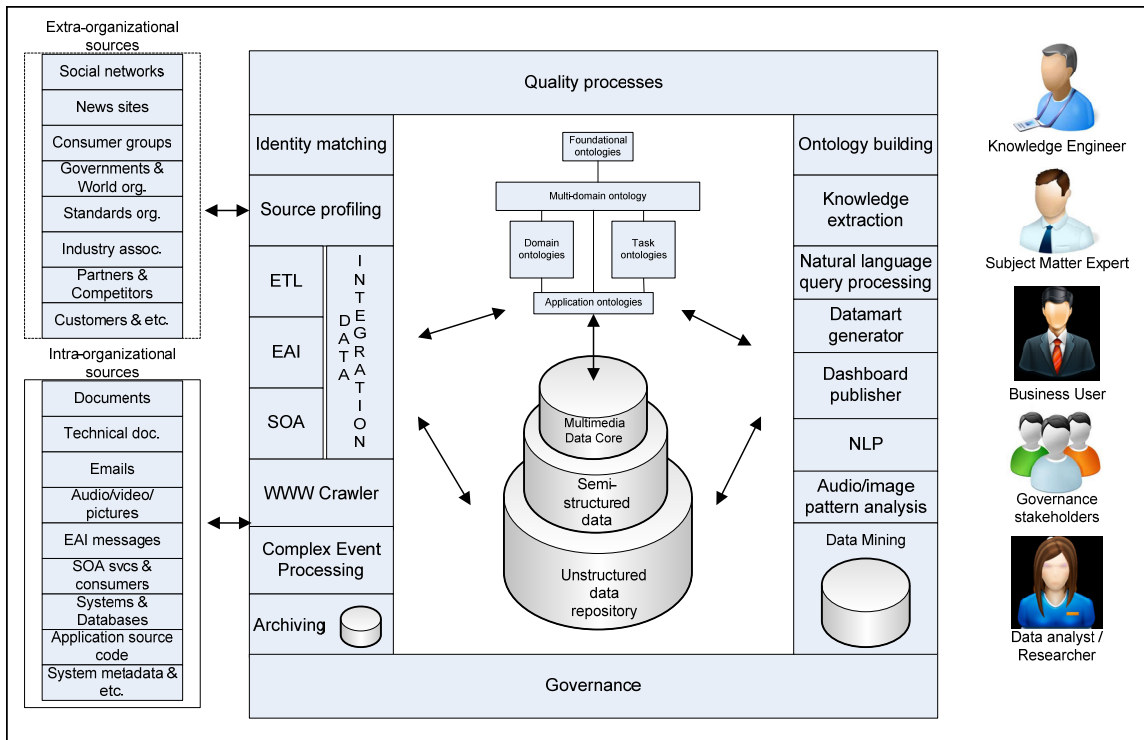 Extra-organizational
sources
Social networks
News sites
Consumer groups
Governments &
World org.
Standards org.
Industry assoc.
Partners &
Competitors
Customers & etc.
Intra-organizational
sources
Documents
Technical doc.
Emails
Audio/video/
pictures
EAI messages
SOA svcs &
consumers
Systems &
Databases
Application source
code
System metadata &
etc.
Quality processes
Identity matching
Source profiling
ETL
EAI
SOA
DATA
INTEGRATION
WWW Crawler
Complex Event
Processing
Archiving
Foundational
ontologies
Multi-domain ontology
Domain
ontologies
Task
ontologies
Application ontologies
Multimedia
Data Core
Semi-
structured
data
Unstructured
data
repository
Ontology building
Knowledge
extraction
Natural language
query processing
Datamart
generator
Dashboard
publisher
NLP
Audio/image
pattern analysis
Data Mining
Governance
Knowledge Engineer
Subject Matter Expert
Business User
Governance
stakeholders
Data analyst /
Researcher